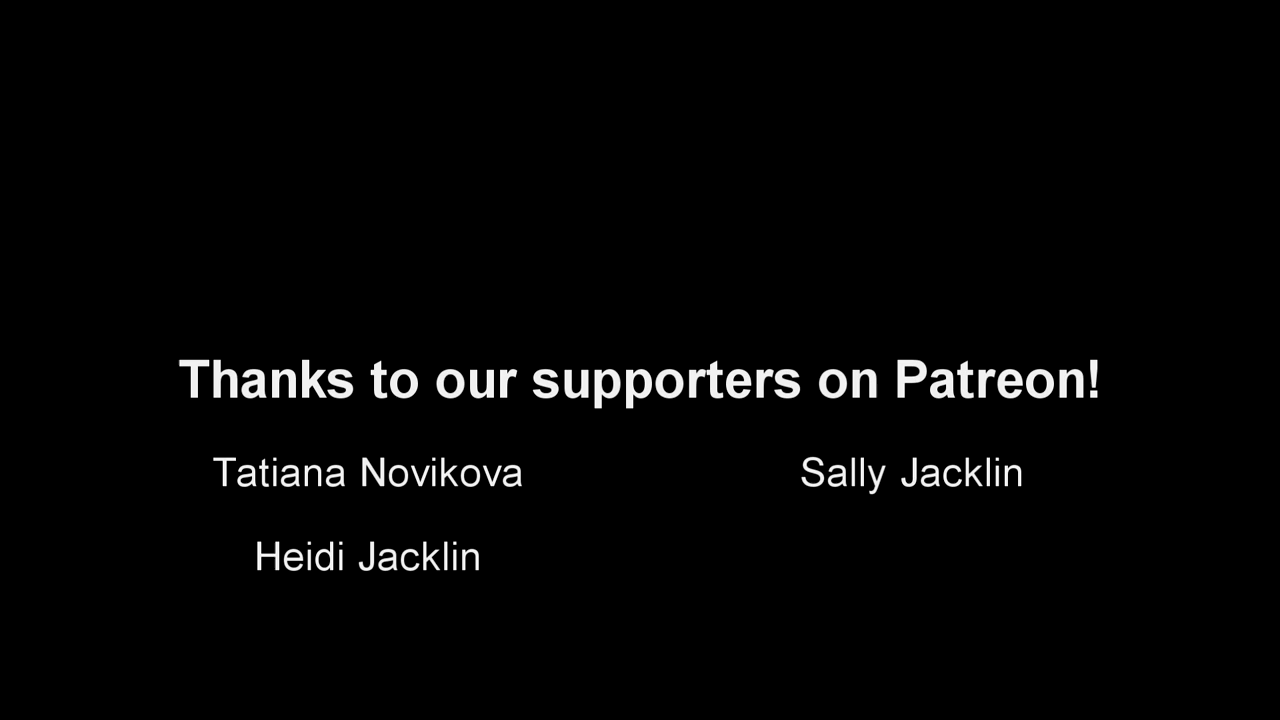 Thanks to our supporters on Patreon!
Tatiana Novikova Sally Jacklin
Heidi Jacklin